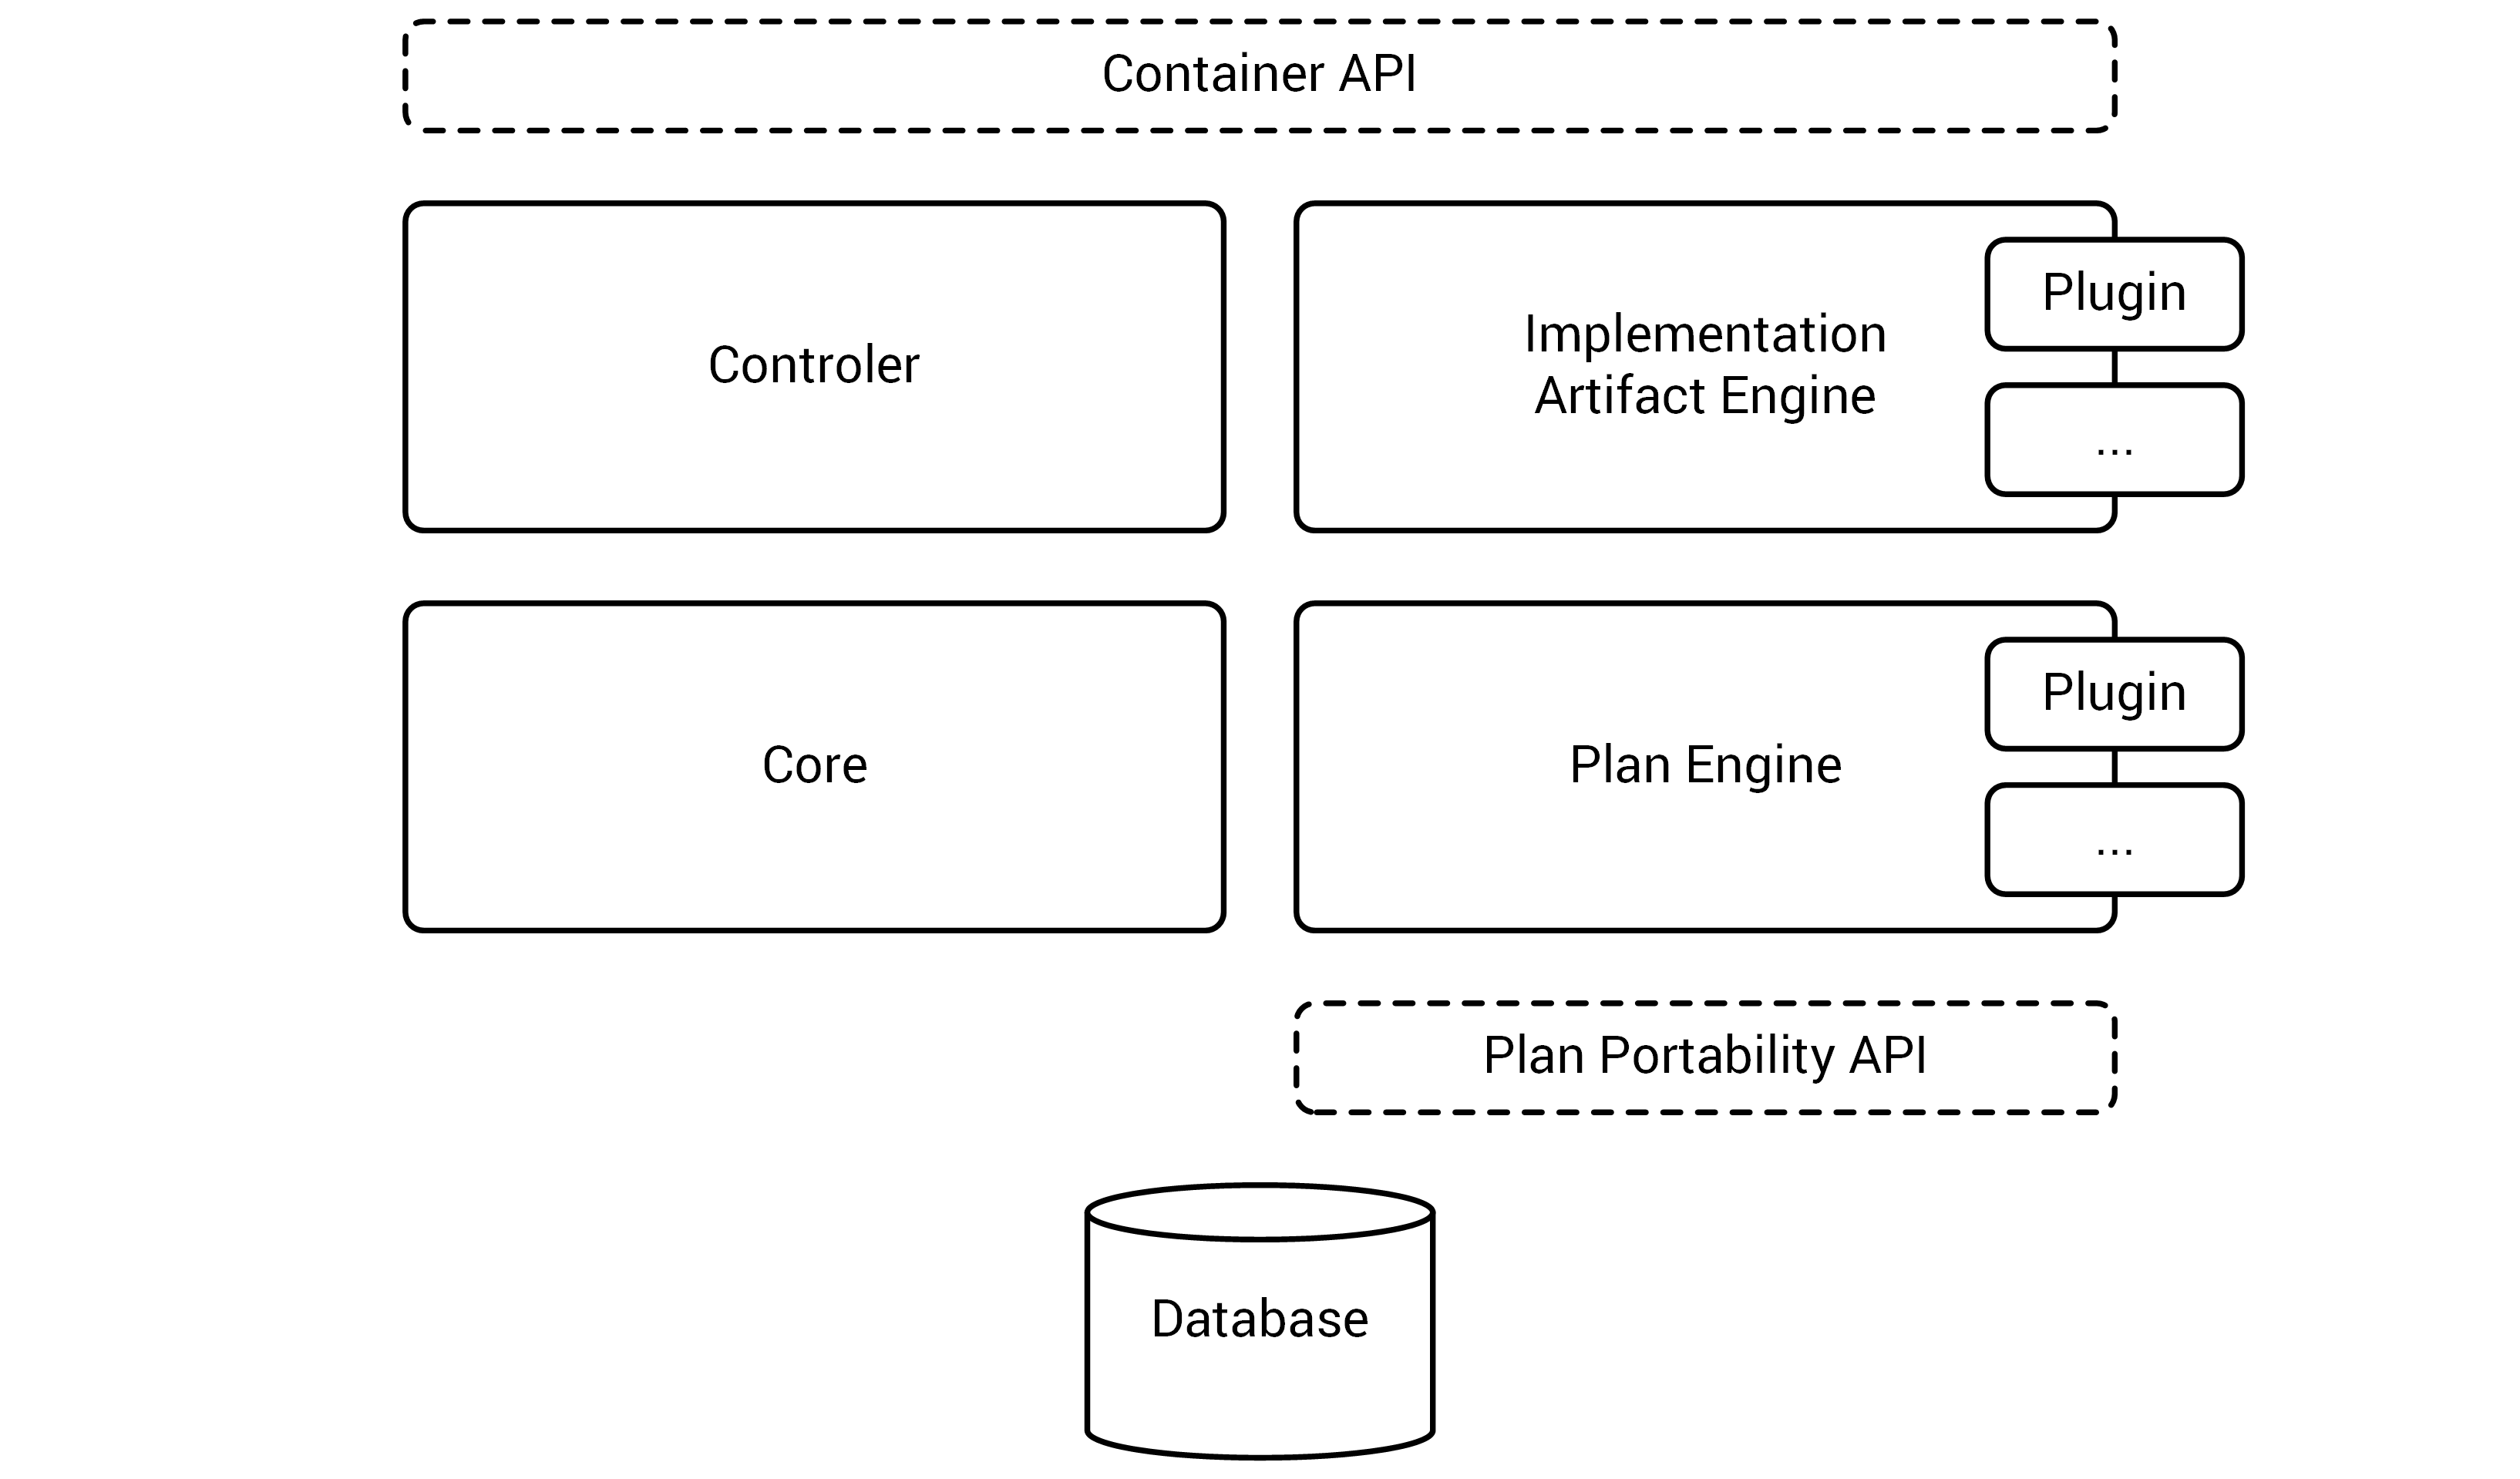 Container API
Controler
Implementation
Artifact Engine
Plugin
...
Core
Plan Engine
Plugin
...
Plan Portability API
Database